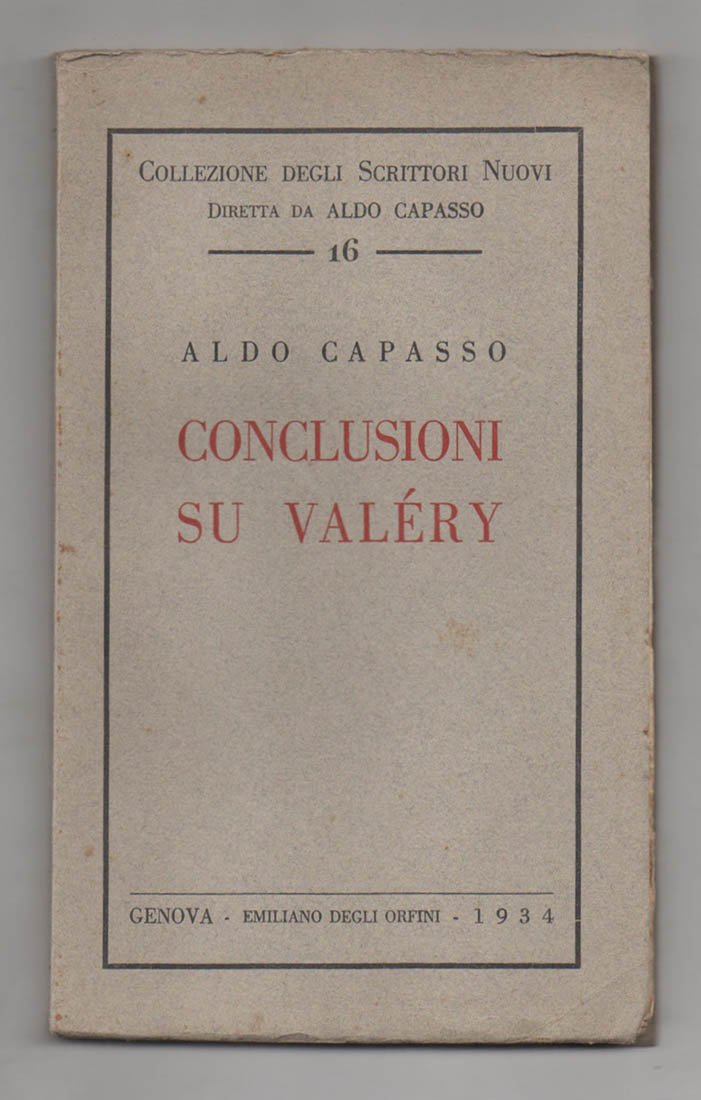 Collezione degli Scrittori Nuovi
Diretta da ALDO CAPASSO
16
ALDO CAPASSO
CONCLUSIONI
SU VALÉRY
GENOVA - EMILIANO DEGLI ORFINI - 1934